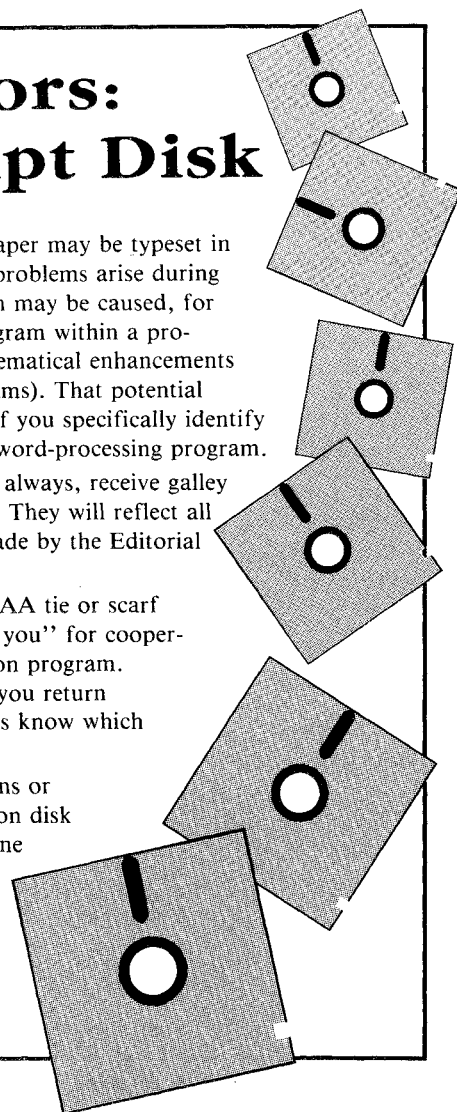 ors:
pt Disk
aper may be typeset in
problems arise during
n may be caused, for
gram within a pro-
ematical enhancements
ms). That potential
f you specifically identify
word-processing program.
always, receive galley
They will reflect all
ade by the Editorial
AA tie or scarf
you” for cooper-
on program.
you return
s know which
ns or
on disk
ne